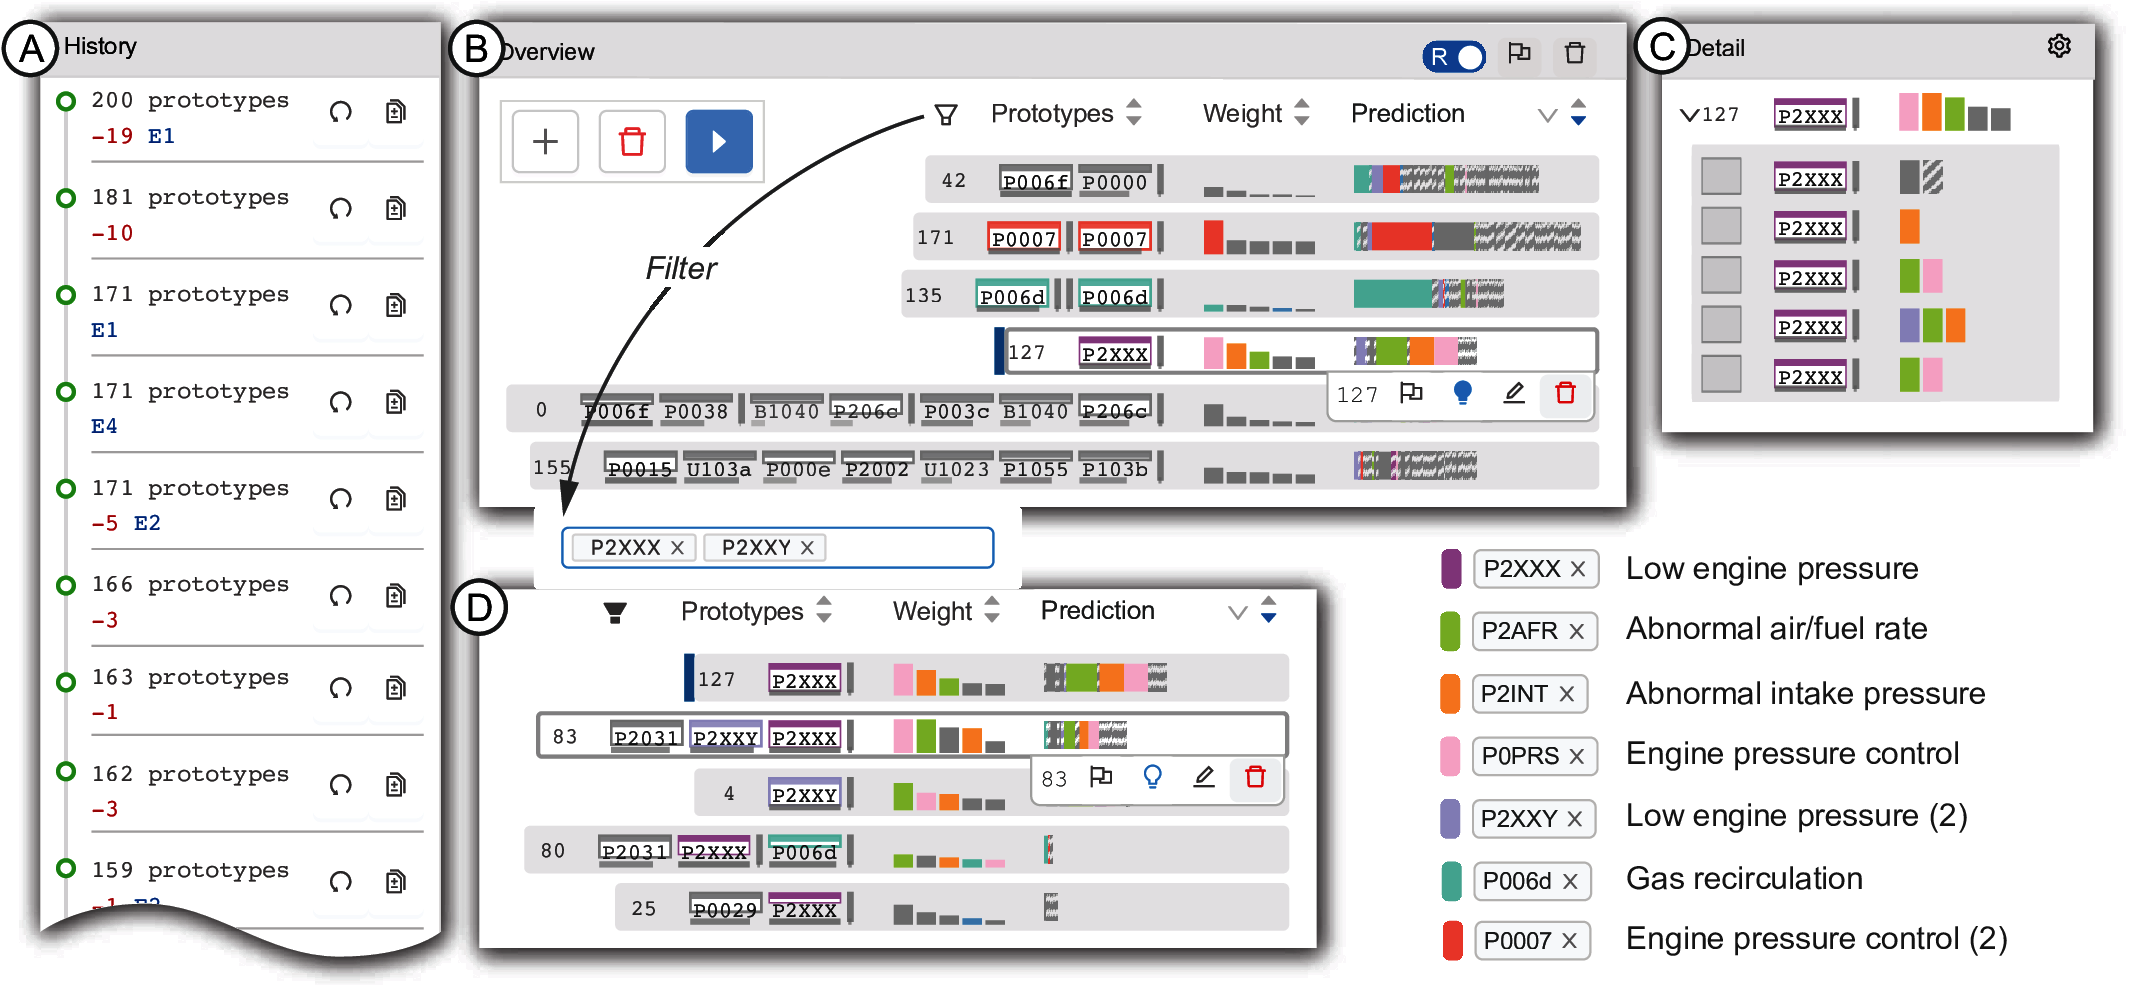 A History
200 prototypes
-19 E1
181 prototypes
-10
171 prototypes
E1
171 prototypes
E4
171 prototypes
-5 E2
166 prototypes
-3
163 prototypes
-1
162 prototypes
-3
159 prototypes
-1 E2
B Overview
R
Prototypes Weight Prediction
42 P006f P0000
171 P0007 P0007
135 P006d P006d
127 P2XXX
127
0 P006f P0038 B1040 P206c P003c B1040 P206c
155 P0015 U103a P000e P2002 U1023 P1055 P103b
Filter
P2XXX × P2XXY ×
C Detail
127 P2XXX
P2XXX
P2XXX
P2XXX
P2XXX
P2XXX
D
Prototypes Weight Prediction
127 P2XXX
83 P2031 P2XXY P2XXX
83
4 P2XXY
80 P2031 P2XXX P006d
25 P0029 P2XXX
P2XXX × Low engine pressure
P2AFR × Abnormal air/fuel rate
P2INT × Abnormal intake pressure
P0PRS × Engine pressure control
P2XXY × Low engine pressure (2)
P006d × Gas recirculation
P0007 × Engine pressure control (2)